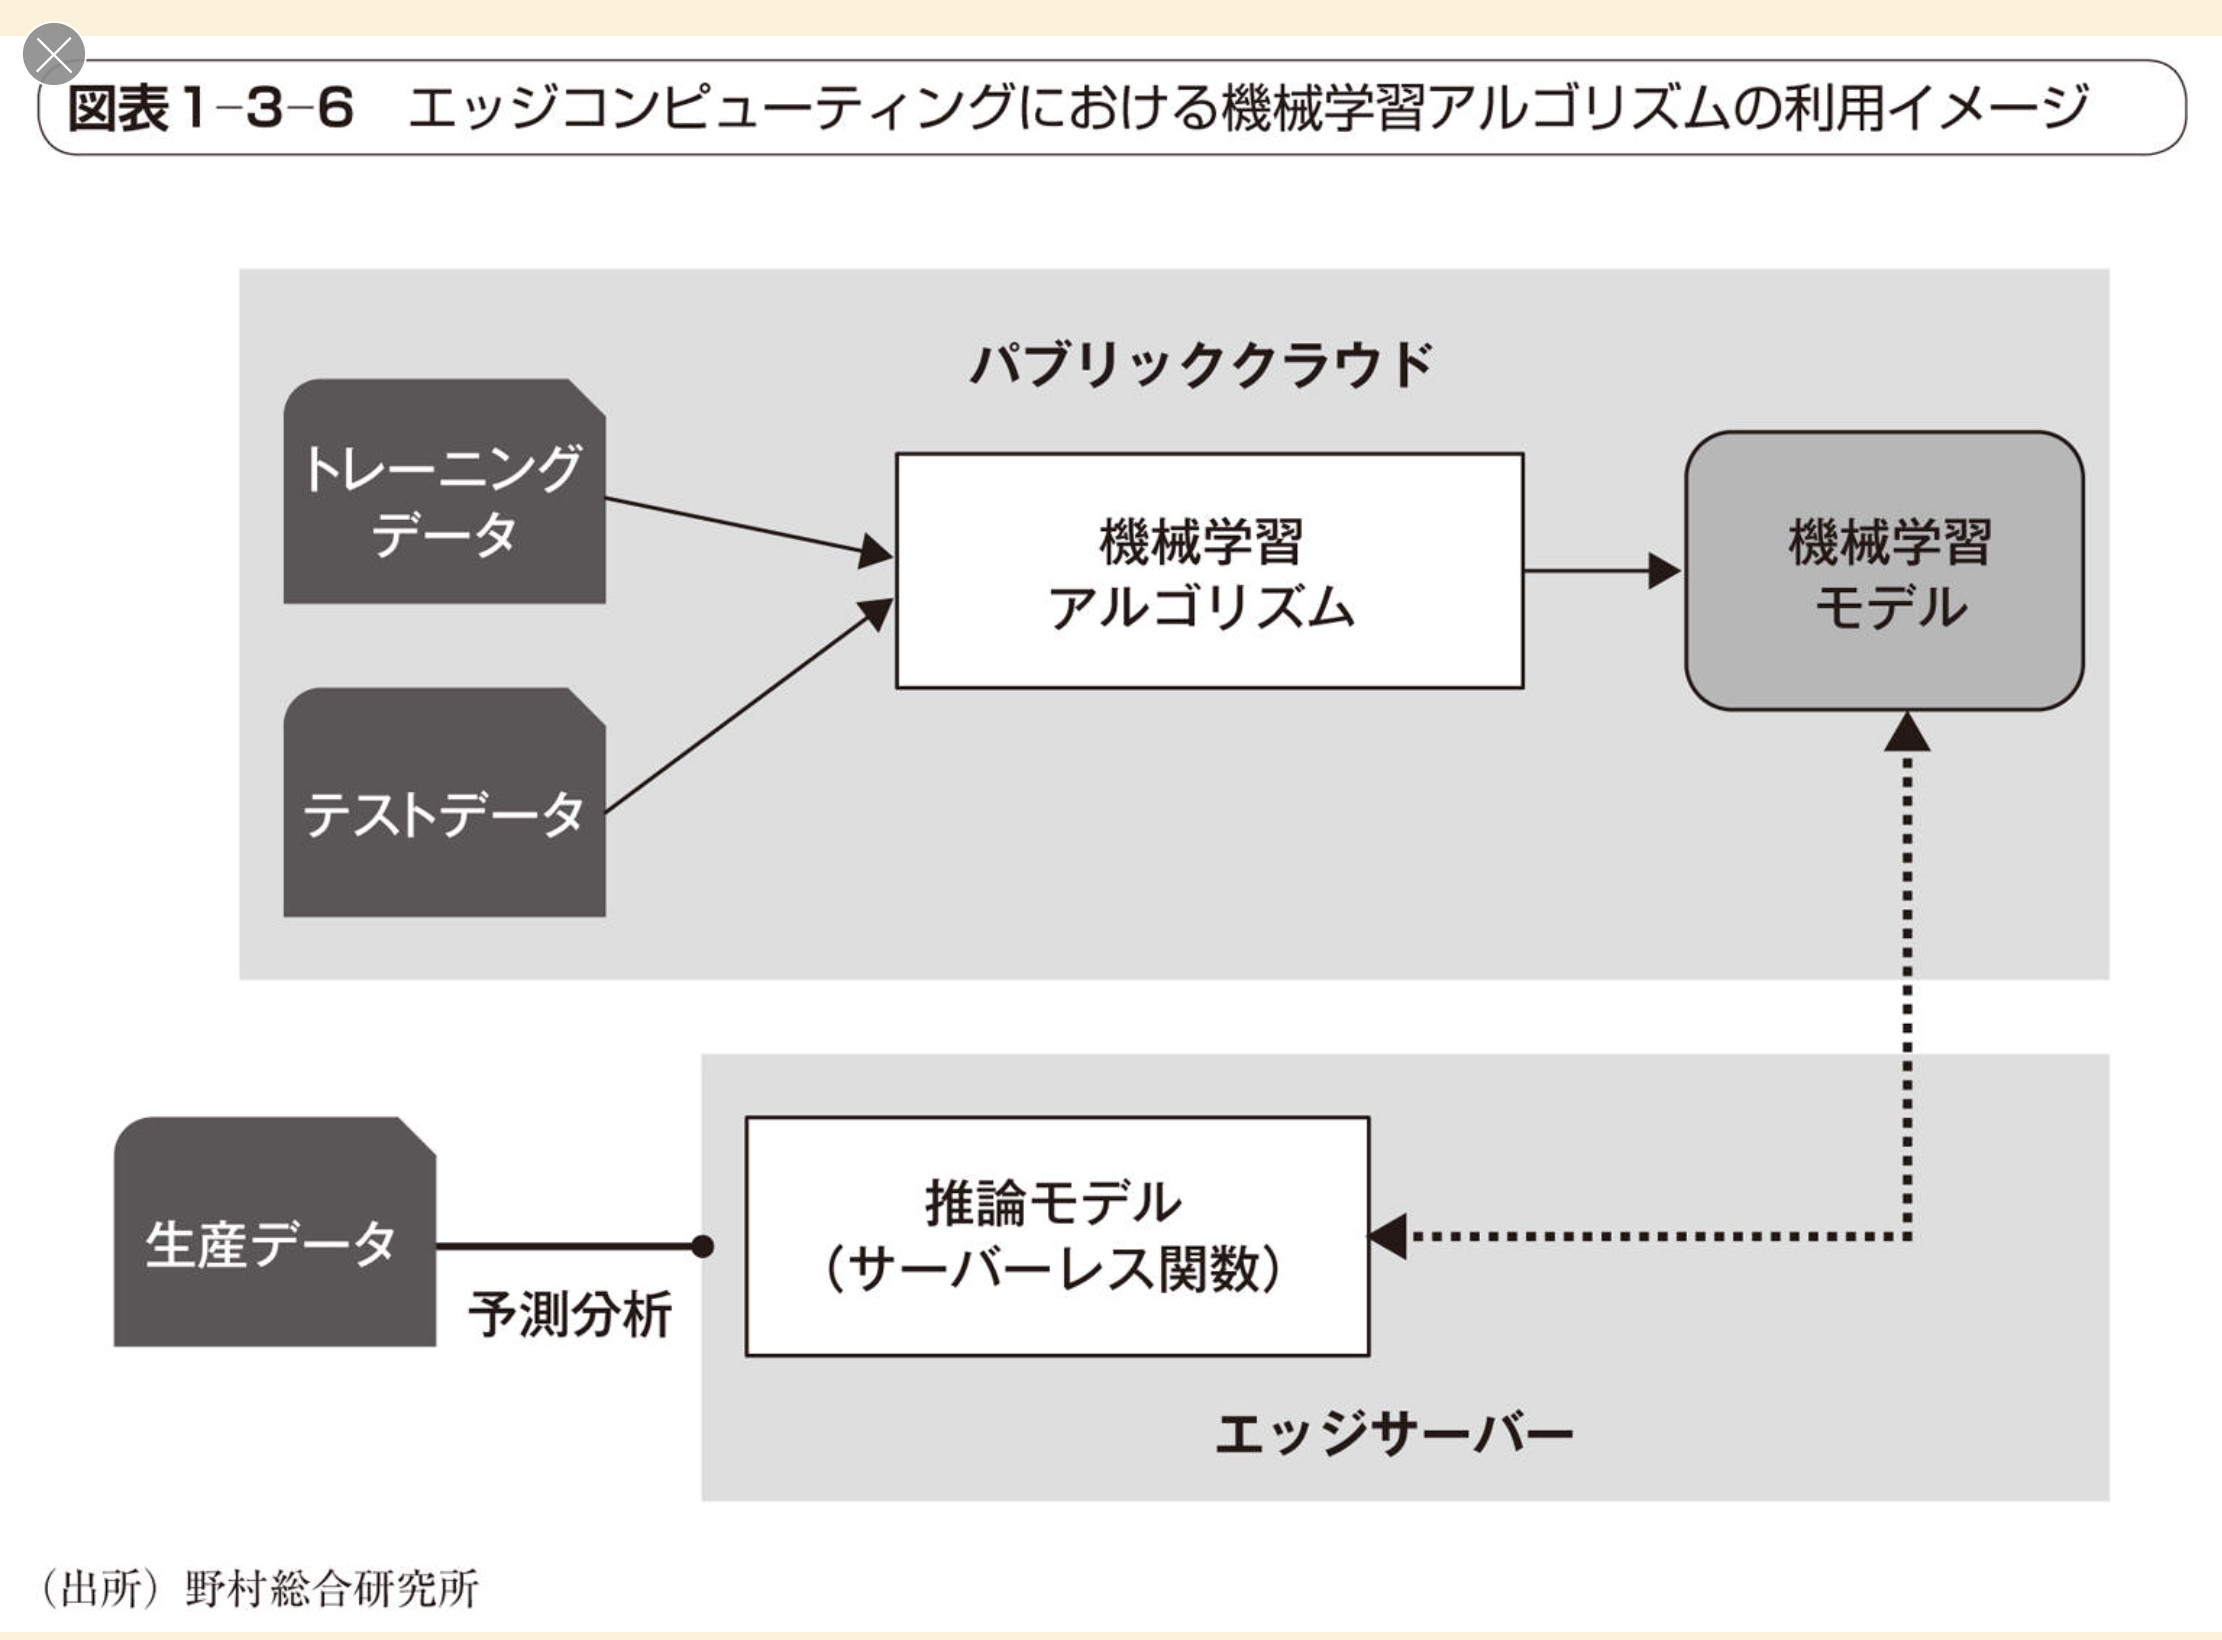 図表1-3-6　エッジコンピューティングにおける機械学習アルゴリズムの利用イメージ
パブリッククラウド
トレーニング
データ
機械学習
アルゴリズム
機械学習
モデル
テストデータ
生産データ
予測分析
推論モデル
（サーバーレス関数）
エッジサーバー
（出所）野村総合研究所